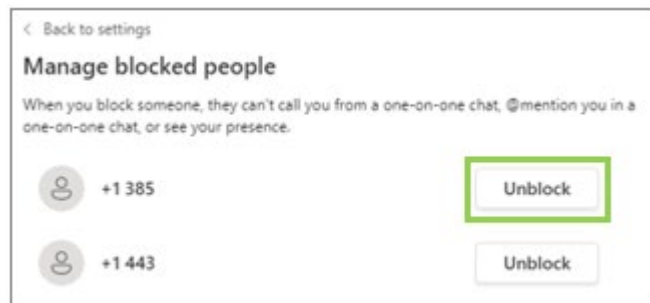 < Back to settings
Manage blocked people
When you block someone, they can't call you from a one-on-one chat, @mention you in a
one-on-one chat, or see your presence.
+1 385 Unblock
+1 443 Unblock